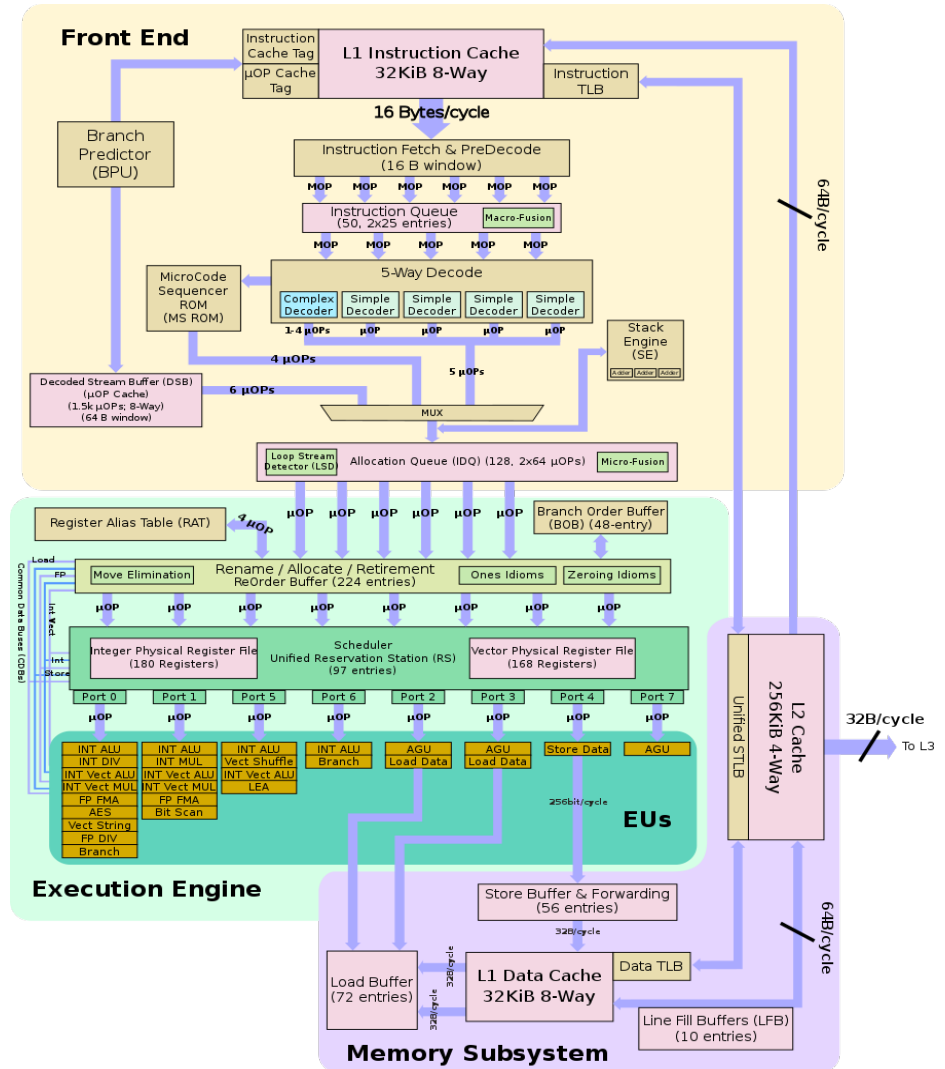 Front End
Instruction
Cache Tag
µOP Cache
Tag
L1 Instruction Cache
32KiB 8-Way
Instruction
TLB
16 Bytes/cycle
Branch
Predictor
(BPU)
Instruction Fetch & PreDecode
(16 B window)
MOP MOP MOP MOP MOP MOP
Instruction Queue
(50, 2x25 entries)
Macro-Fusion
MOP MOP MOP MOP MOP
64B/cycle
5-Way Decode
MicroCode
Sequencer
ROM
(MS ROM)
Complex
Decoder
Simple
Decoder
Simple
Decoder
Simple
Decoder
Simple
Decoder
1-4 µOPs µOP µOP µOP µOP
Stack
Engine
(SE)
Adder Adder Adder
4 µOPs
5 µOPs
Decoded Stream Buffer (DSB)
(µOP Cache)
(1.5k µOPs; 8-Way)
(64 B window)
6 µOPs
MUX
Loop Stream
Detector (LSD)
Allocation Queue (IDQ) (128, 2x64 µOPs)
Micro-Fusion
µOP µOP µOP µOP µOP µOP
Register Alias Table (RAT)
4 µOP
Branch Order Buffer
(BOB) (48-entry)
Load
FP
Common Data Buses (CDBs)
Int Vect
Int
Store
Rename / Allocate / Retirement
ReOrder Buffer (224 entries)
Move Elimination
Ones Idioms
Zeroing Idioms
µOP µOP µOP µOP µOP µOP µOP µOP
Scheduler
Unified Reservation Station (RS)
(97 entries)
Integer Physical Register File
(180 Registers)
Vector Physical Register File
(168 Registers)
Port 0 Port 1 Port 5 Port 6 Port 2 Port 3 Port 4 Port 7
µOP µOP µOP µOP µOP µOP µOP µOP
INT ALU
INT DIV
INT Vect ALU
INT Vect MUL
FP FMA
AES
Vect String
FP DIV
Branch
INT ALU
INT MUL
INT Vect ALU
INT Vect MUL
FP FMA
Bit Scan
INT ALU
Vect Shuffle
INT Vect ALU
LEA
INT ALU
Branch
AGU
Load Data
AGU
Load Data
Store Data
AGU
256bit/cycle
EUs
Execution Engine
Unified STLB
L2 Cache
256KiB 4-Way
32B/cycle
To L3
Store Buffer & Forwarding
(56 entries)
32B/cycle
64B/cycle
Load Buffer
(72 entries)
32B/cycle
32B/cycle
L1 Data Cache
32KiB 8-Way
Data TLB
Line Fill Buffers (LFB)
(10 entries)
Memory Subsystem